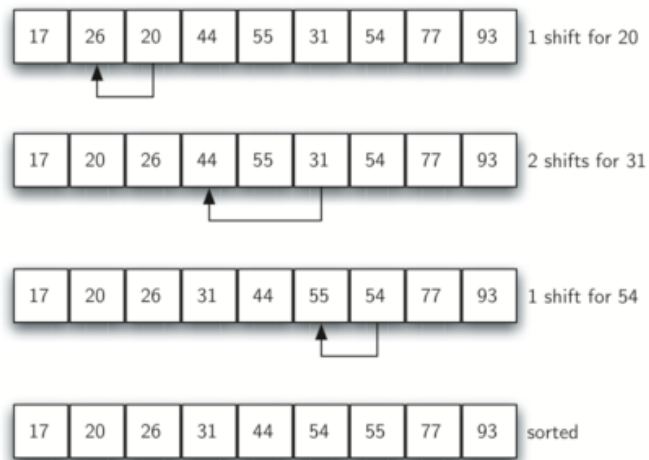 17 26 20 44 55 31 54 77 93 1 shift for 20
17 20 26 44 55 31 54 77 93 2 shifts for 31
17 20 26 31 44 55 54 77 93 1 shift for 54
17 20 26 31 44 54 55 77 93 sorted